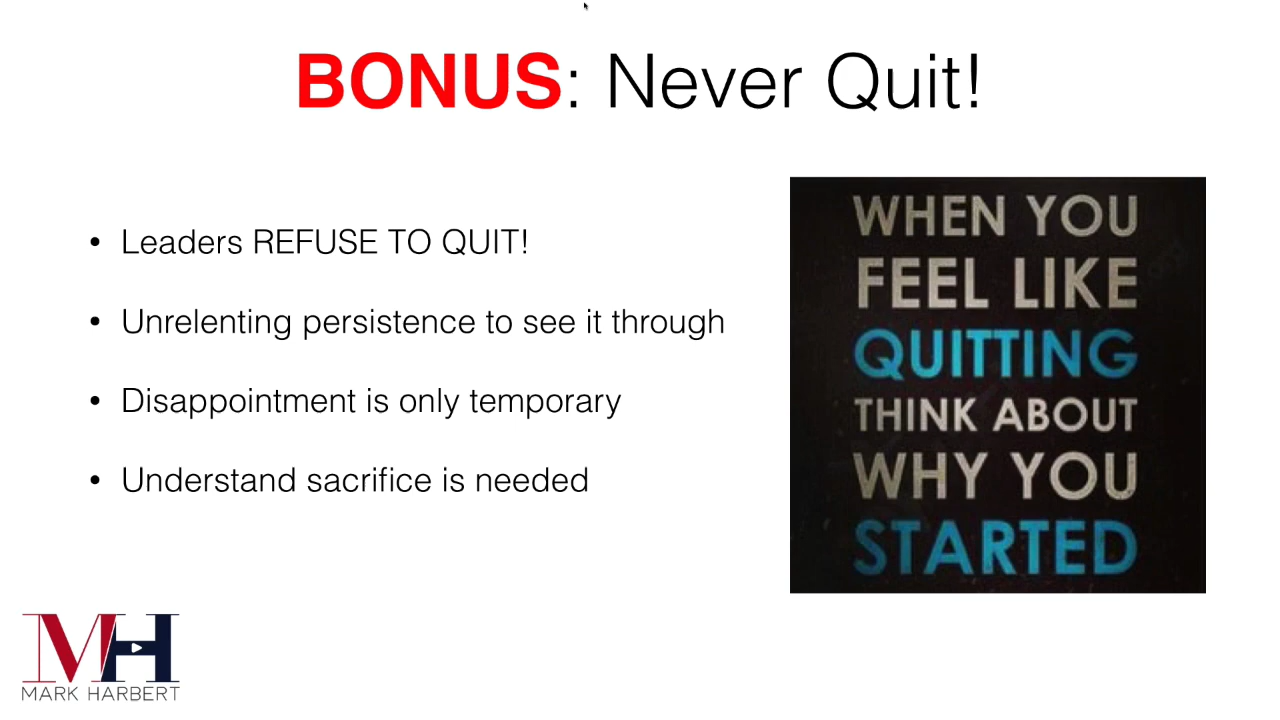 BONUS: Never Quit!
• Leaders REFUSE TO QUIT!
• Unrelenting persistence to see it through
• Disappointment is only temporary
• Understand sacrifice is needed
WHEN YOU
FEEL LIKE
QUITTING
THINK ABOUT
WHY YOU
STARTED
MH
MARK HARBERT